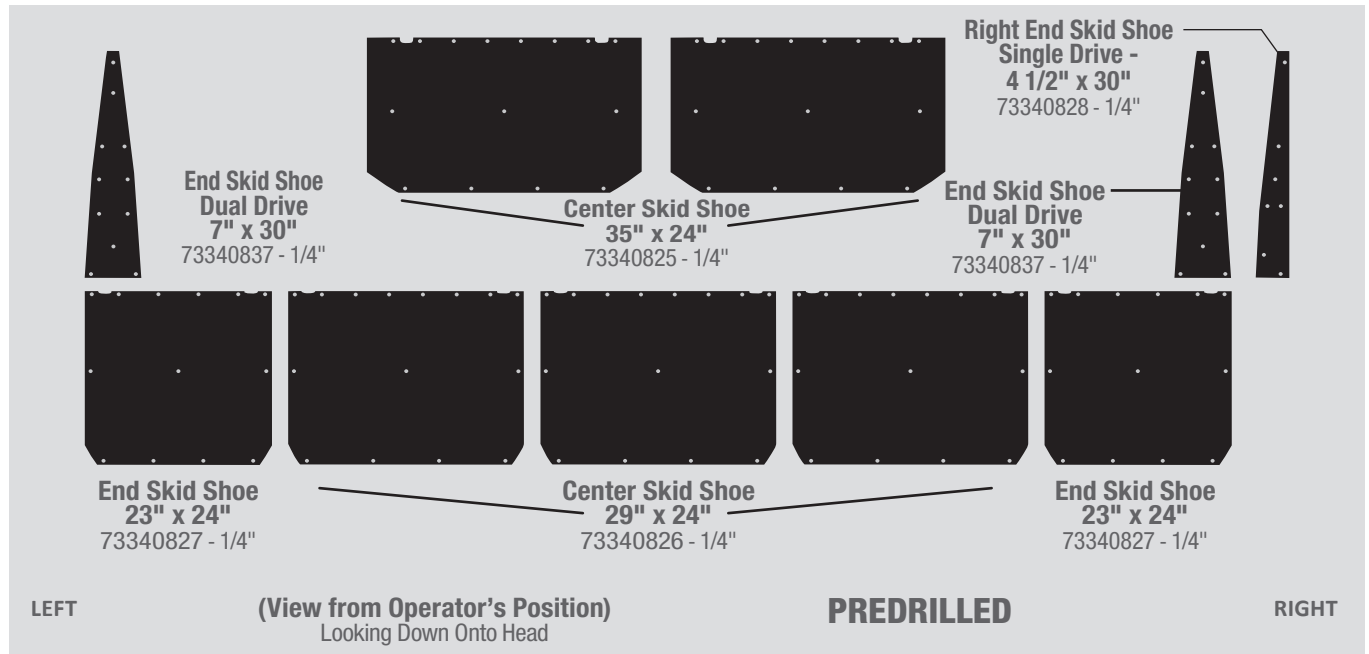 Right End Skid Shoe
Single Drive -
4 1/2" x 30"
73340828 - 1/4"
End Skid Shoe
Dual Drive
7" x 30"
73340837 - 1/4"
Center Skid Shoe
35" x 24"
73340825 - 1/4"
End Skid Shoe
Dual Drive
7" x 30"
73340837 - 1/4"
End Skid Shoe
23" x 24"
73340827 - 1/4"
Center Skid Shoe
29" x 24"
73340826 - 1/4"
End Skid Shoe
23" x 24"
73340827 - 1/4"
LEFT
(View from Operator’s Position)
Looking Down Onto Head
PREDRILLED
RIGHT